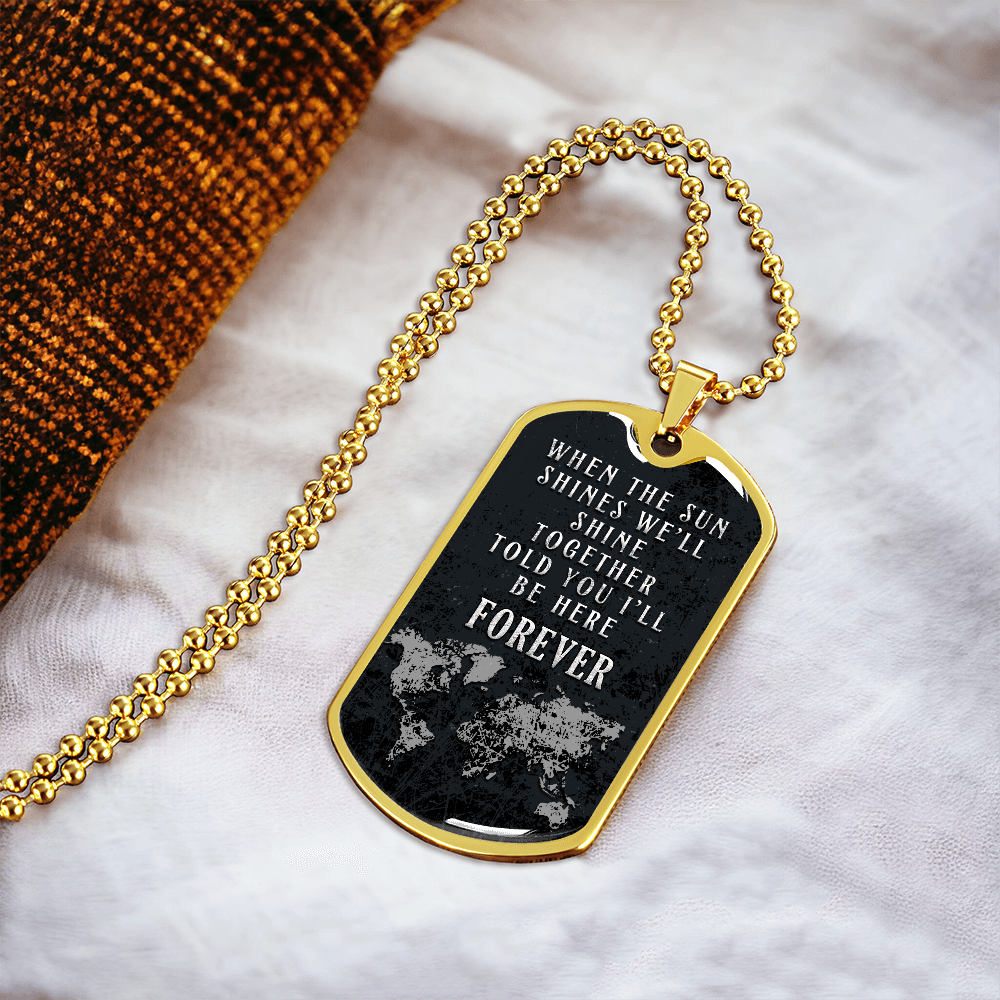 WHEN THE SUN
SHINES WE'LL
SHINE
TOGETHER
TOLD YOU I'LL
BE HERE
FOREVER